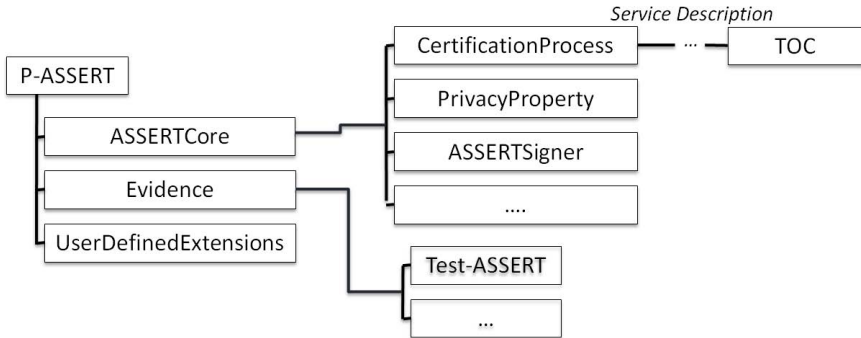 Service Description
CertificationProcess
...
TOC
P-ASSERT
PrivacyProperty
ASSERTCore
ASSERTSigner
Evidence
....
UserDefinedExtensions
Test-ASSERT
...